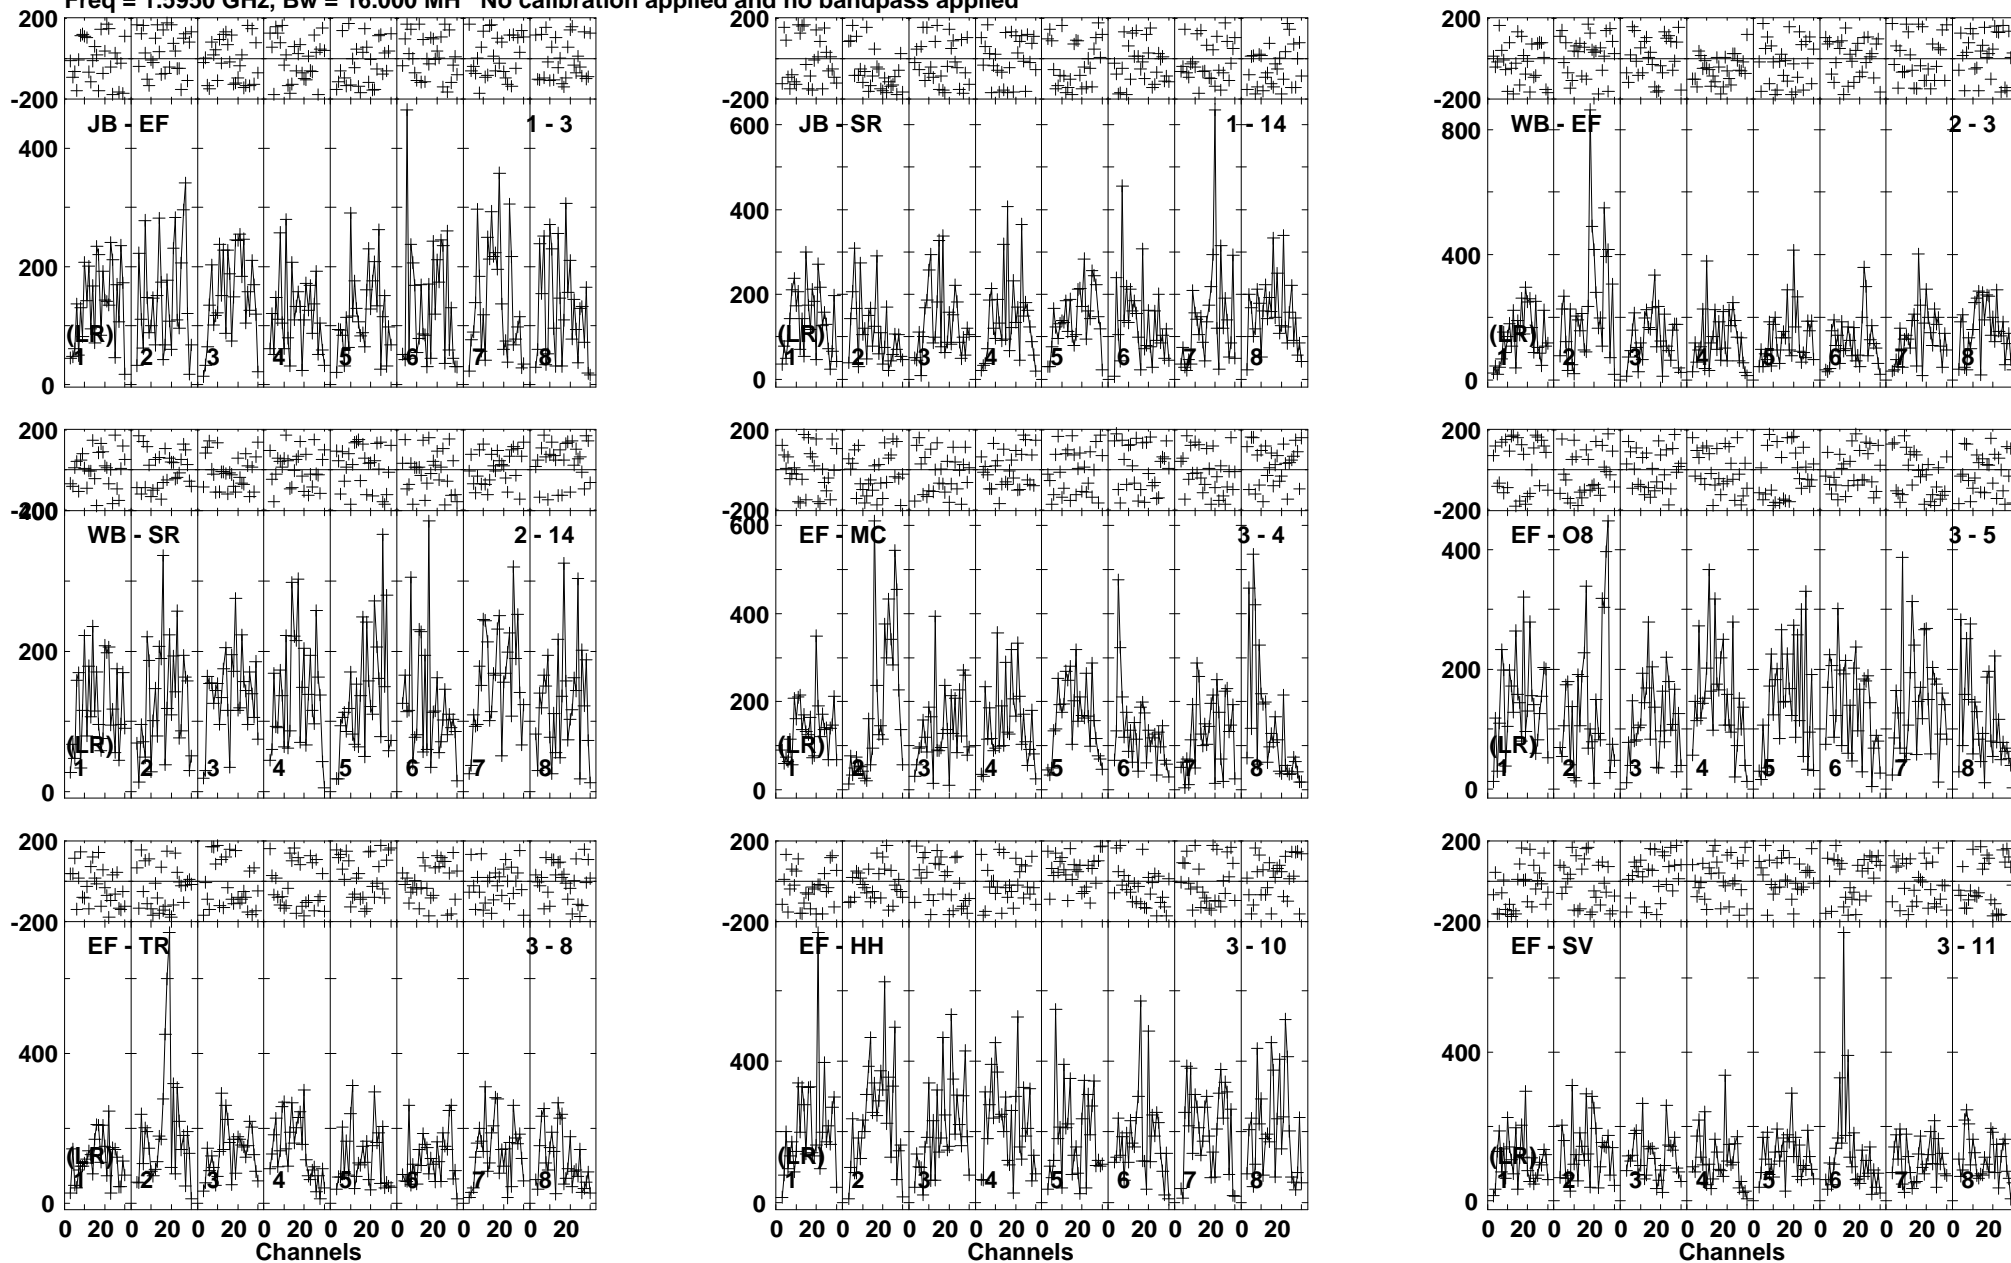 Freq = 1.5950 GHz, Bw = 16.000 MH No calibration applied and no bandpass applied
200 200 200
-200 -200 -200
JB - EF 1 - 3 JB - SR 1 - 14 WB - EF 2 - 3
400 600 800
200 400 400
0 200 0
0
(LR) (LR) (LR)
1 2 3 4 5 6 7 8 1 2 3 4 5 6 7 8 1 2 3 4 5 6 7 8
200 200 200
-200 -200 -200
400 600
WB - SR 2 - 14 EF - MC 3 - 4 EF - O8 3 - 5
200 400 400
0 200 200
0 0
(LR) (LR) (LR)
1 2 3 4 5 6 7 8 1 2 3 4 5 6 7 8 1 2 3 4 5 6 7 8
200 200 200
-200 -200 -200
EF - TR 3 - 8 EF - HH 3 - 10 EF - SV 3 - 11
400 400 400
(LR) (LR) (LR)
1 2 3 4 5 6 7 8 1 2 3 4 5 6 7 8 1 2 3 4 5 6 7 8
0 0 0
0 20 0 20 0 20 0 20 0 20 0 20 0 20 0 20 0 20 0 20 0 20 0 20 0 20 0 20 0 20 0 20 0 20 0 20 0 20 0 20 0 20 0 20 0 20 0 20
Channels Channels Channels